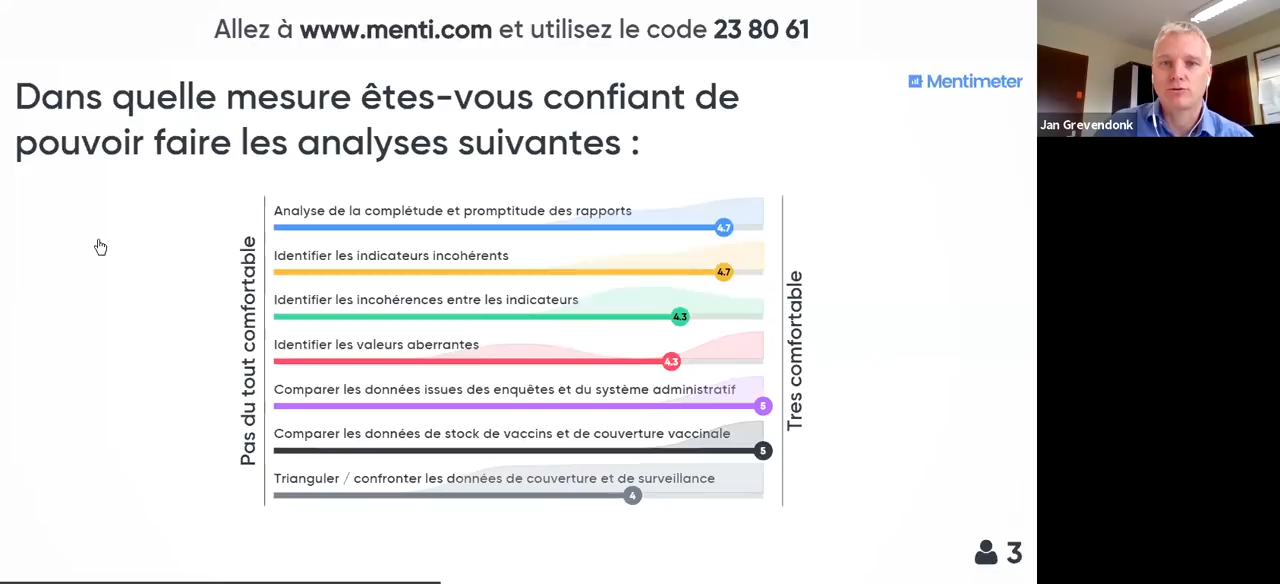 Allez à www.menti.com et utilisez le code 23 80 61
Mentimeter
Dans quelle mesure êtes-vous confiant de
pouvoir faire les analyses suivantes :
Jan Grevendonk
Pas du tout comfortable
Analyse de la complétude et promptitude des rapports
4.7
Identifier les indicateurs incohérents
4.7
Identifier les incohérences entre les indicateurs
4.3
Identifier les valeurs aberrantes
4.3
Comparer les données issues des enquêtes et du système administratif
5
Comparer les données de stock de vaccins et de couverture vaccinale
5
Trianguler / confronter les données de couverture et de surveillance
4
Tres comfortable
3